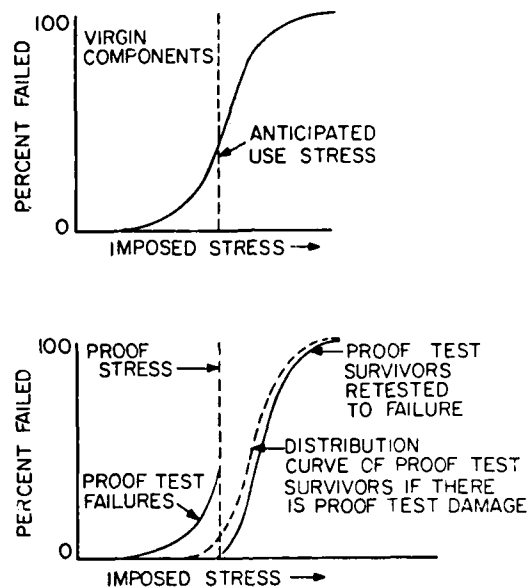 100
VIRGIN
COMPONENTS
PERCENT FAILED
ANTICIPATED
USE STRESS
0
IMPOSED STRESS
100
PROOF
STRESS
PROOF TEST
SURVIVORS
RETESTED
TO FAILURE
PERCENT FAILED
PROOF TEST
FAILURES
DISTRIBUTION
CURVE OF PROOF TEST
SURVIVORS IF THERE
IS PROOF TEST DAMAGE
0
IMPOSED STRESS